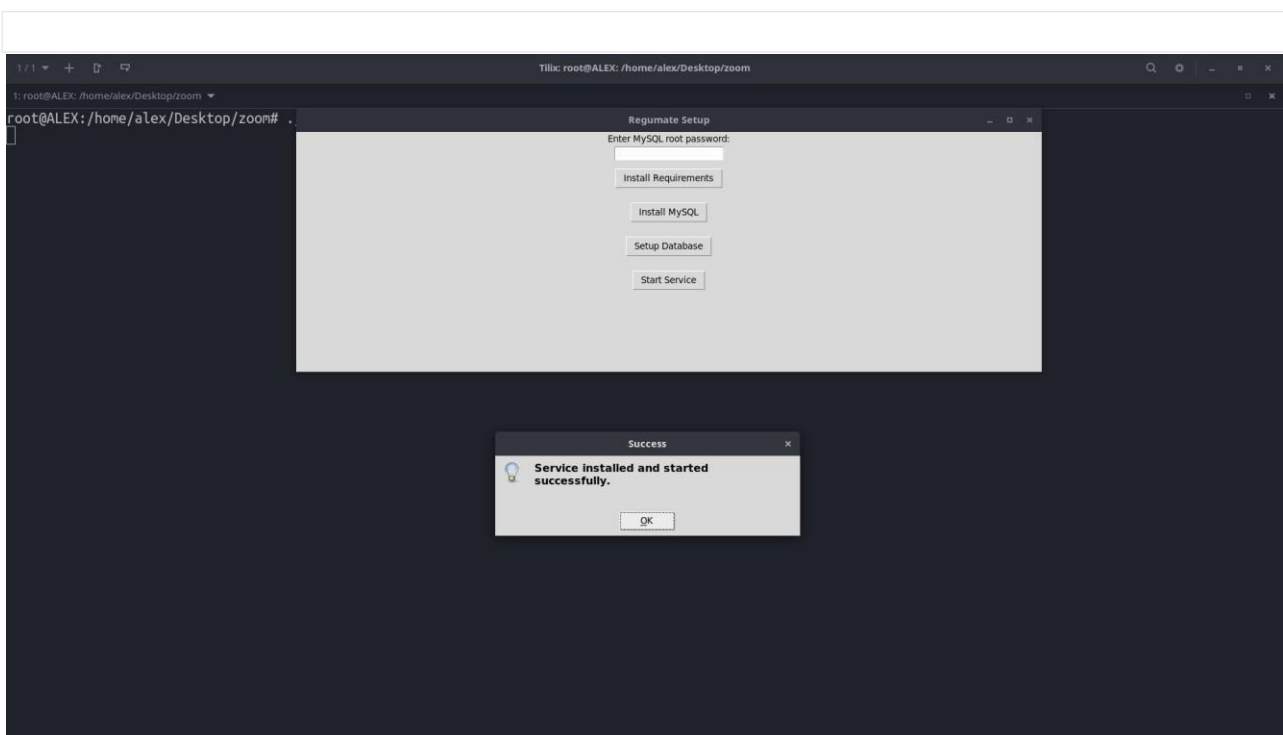 1 / 1
Tilix: root@ALEX: /home/alex/Desktop/zoom
1: root@ALEX: /home/alex/Desktop/zoom
root@ALEX:/home/alex/Desktop/zoom# .
Regumate Setup
Enter MySQL root password:
Install Requirements
Install MySQL
Setup Database
Start Service
Success
Service installed and started
successfully.
OK